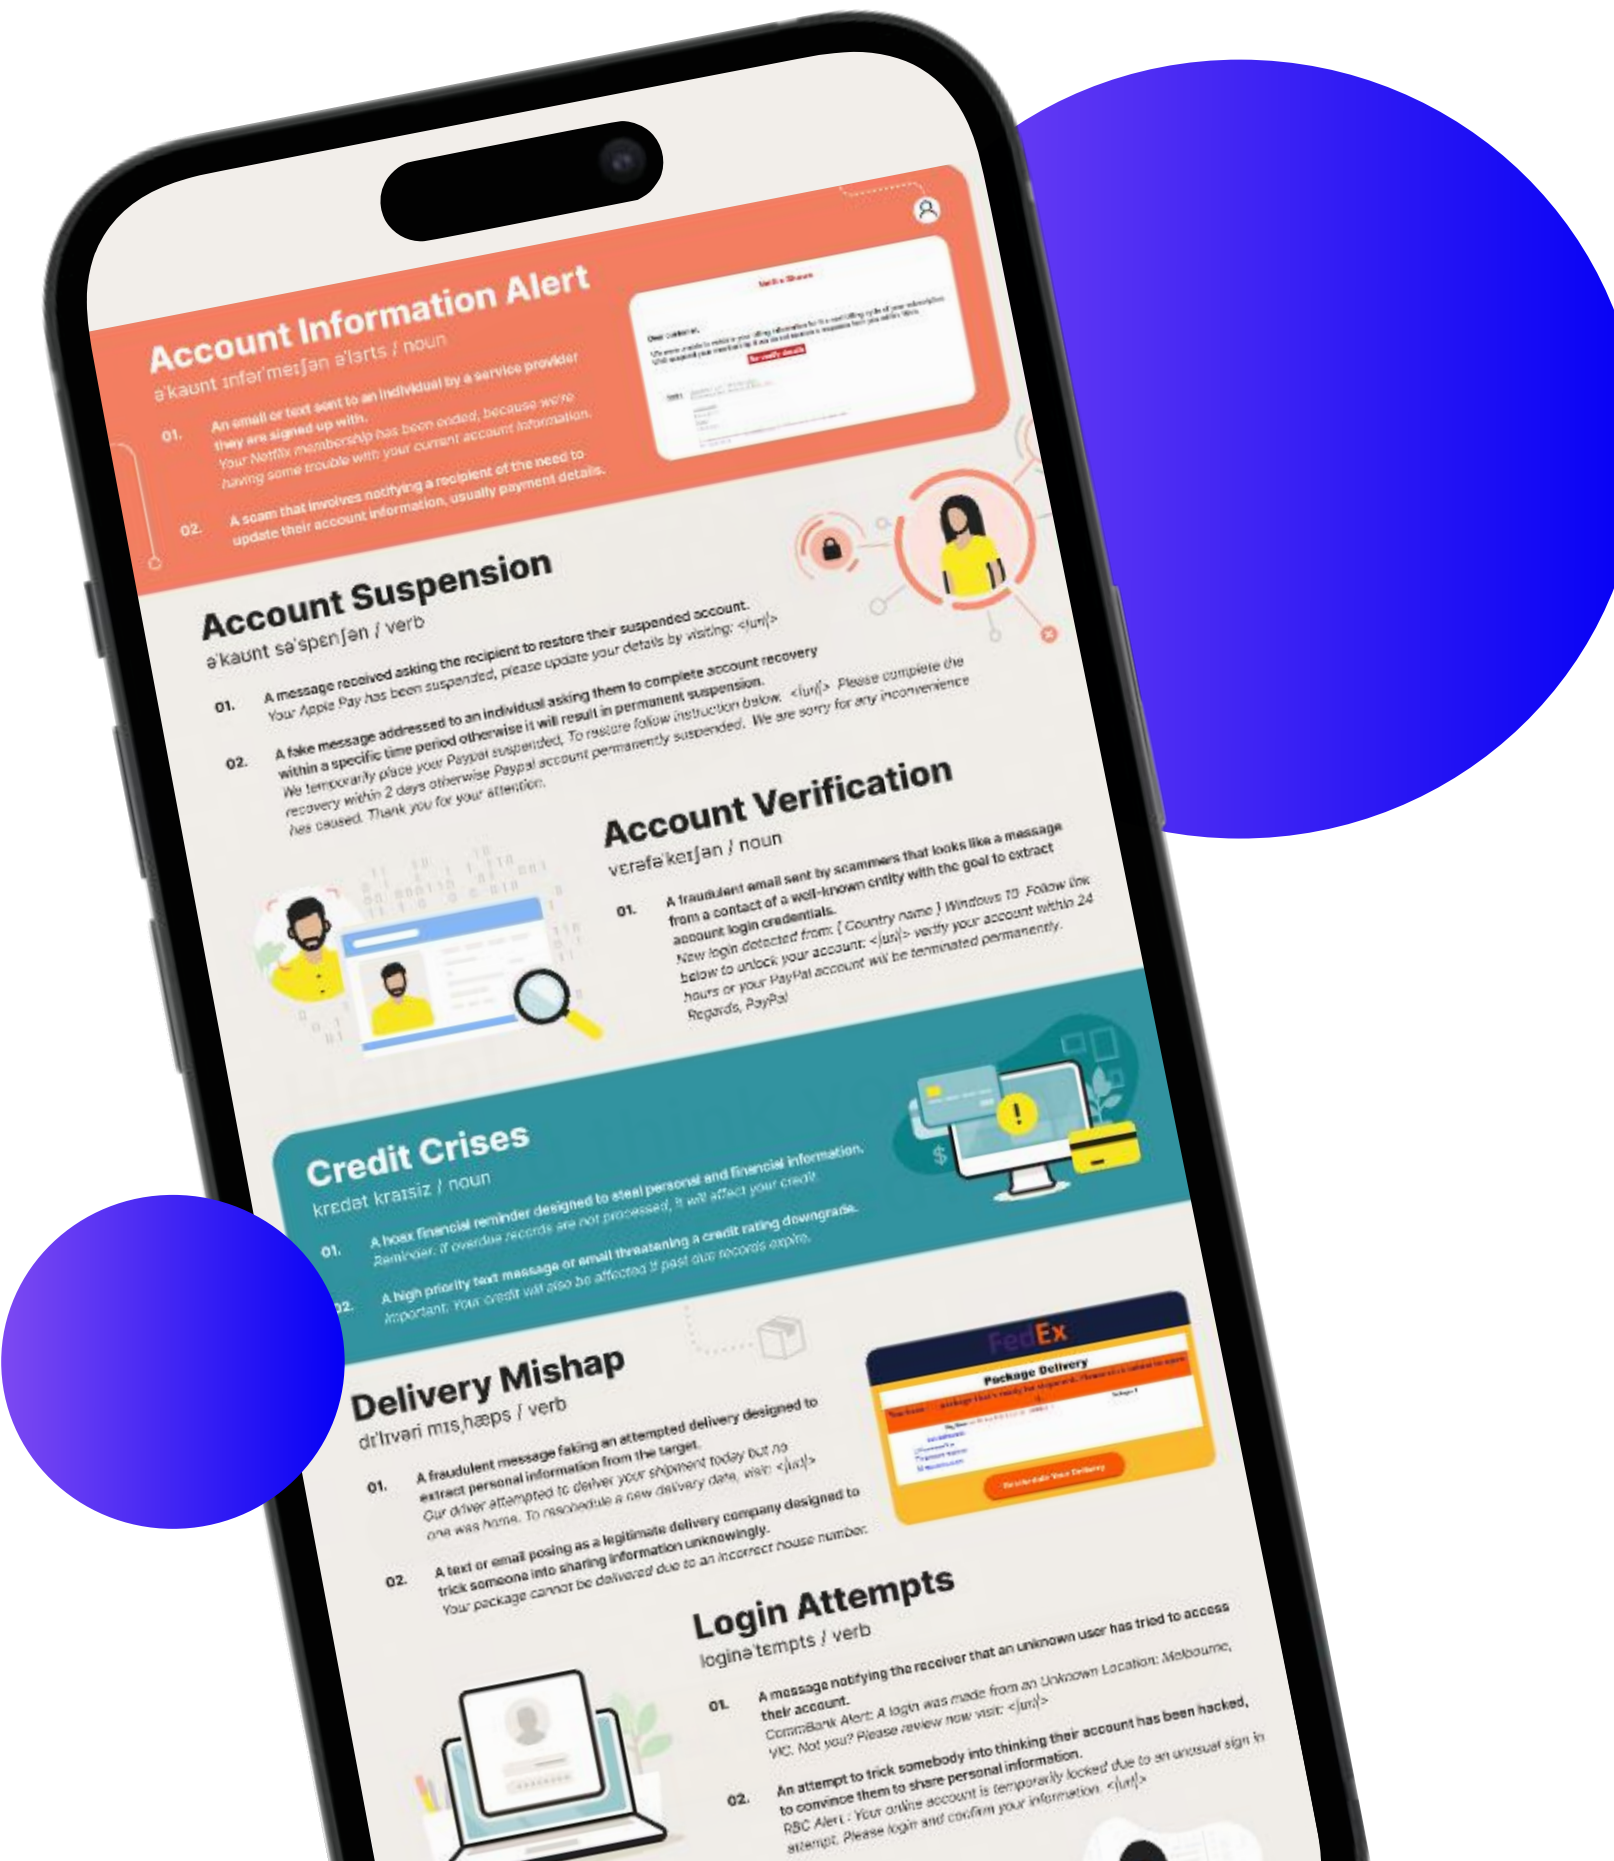 Account Information Alert
əˈkaʊnt ɪnfərˈmeɪʃən əˈlɜrts / noun
01. An email or text sent to an individual by a service provider
they are signed up with.
Your Netflix membership has been ended, because we're
having some trouble with your current account information.
02. A scam that involves notifying a recipient of the need to
update their account information, usually payment details.
Dear customer,
Re-verify details
Account Suspension
əˈkaʊnt səˈspɛnʃən / verb
01. A message received asking the recipient to restore their suspended account.
Your Apple Pay has been suspended, please update your details by visiting: <|url|>
02. A fake message addressed to an individual asking them to complete account recovery
within a specific time period otherwise it will result in permanent suspension.
We temporarily place your Paypal suspended, To restore follow instruction below. <|url|> Please complete the
recovery within 2 days otherwise Paypal account permanently suspended. We are sorry for any inconvenience
has caused. Thank you for your attention.
Account Verification
vɛrəfəˈkeɪʃən / noun
01. A fraudulent email sent by scammers that looks like a message
from a contact of a well-known entity with the goal to extract
account login credentials.
New login detected from: [ Country name ] Windows 10 Follow link
below to unlock your account: <|url|> verify your account within 24
hours or your PayPal account will be terminated permanently.
Regards, PayPal
Credit Crises
krɛdət kraɪsiz / noun
01. A hoax financial reminder designed to steal personal and financial information.
Reminder: If overdue records are not processed, it will affect your credit.
02. A high priority text message or email threatening a credit rating downgrade.
Important: Your credit will also be affected if past due records expire.
Delivery Mishap
dɪˈlɪvəri mɪsˌhæps / verb
01. A fraudulent message faking an attempted delivery designed to
extract personal information from the target.
Our driver attempted to deliver your shipment today but no
one was home. To reschedule a new delivery date, visit: <|url|>
02. A text or email posing as a legitimate delivery company designed to
trick someone into sharing information unknowingly.
Your package cannot be delivered due to an incorrect house number.
FedEx
Package Delivery
Reschedule Your Delivery
Login Attempts
loginəˈtɛmpts / verb
01. A message notifying the receiver that an unknown user has tried to access
their account.
CommBank Alert: A login was made from an Unknown Location: Melbourne,
VIC. Not you? Please review now visit: <|url|>
02. An attempt to trick somebody into thinking their account has been hacked,
to convince them to share personal information.
RBC Alert : Your online account is temporarily locked due to an unusual sign in
attempt. Please login and confirm your information. <|url|>